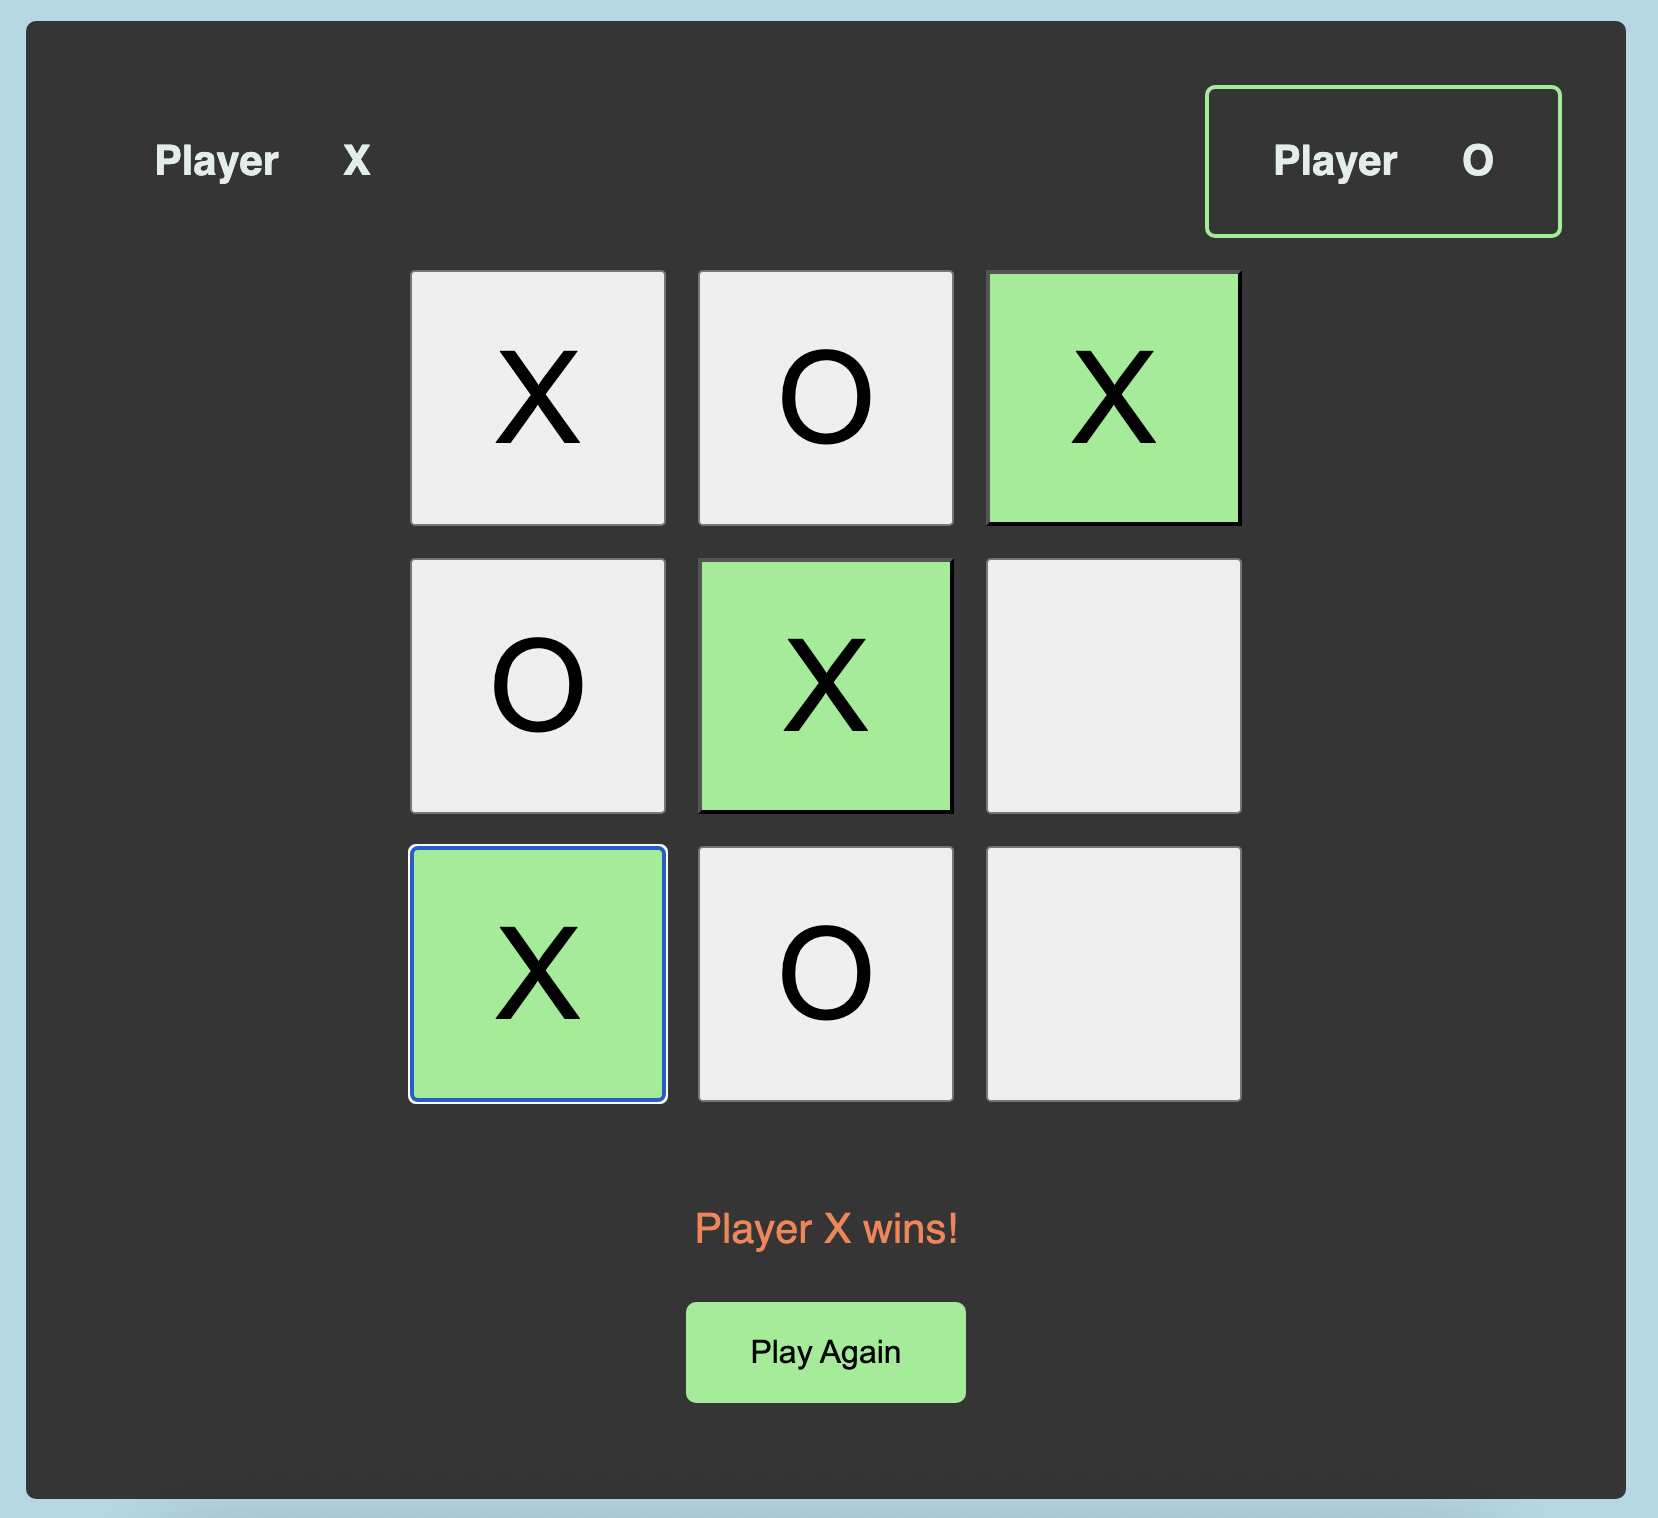 Player X Player O
X O X
O X
X O
Player X wins!
Play Again